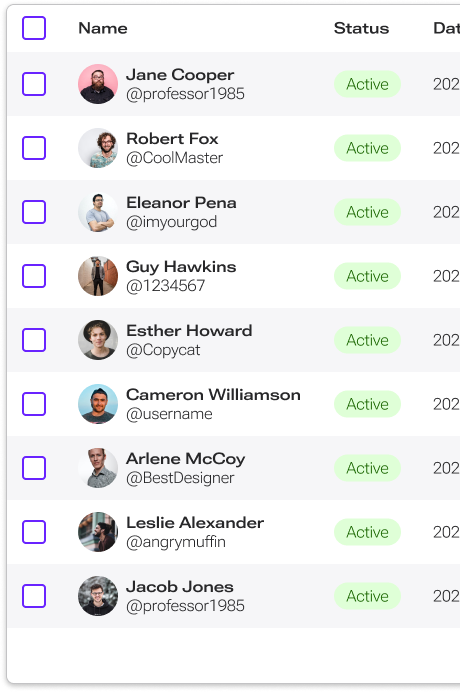 Name Status Dat
Jane Cooper
@professor1985 Active 202
Robert Fox
@CoolMaster Active 202
Eleanor Pena
@imyourgod Active 202
Guy Hawkins
@1234567 Active 202
Esther Howard
@Copycat Active 202
Cameron Williamson
@username Active 202
Arlene McCoy
@BestDesigner Active 202
Leslie Alexander
@angrymuffin Active 202
Jacob Jones
@professor1985 Active 202